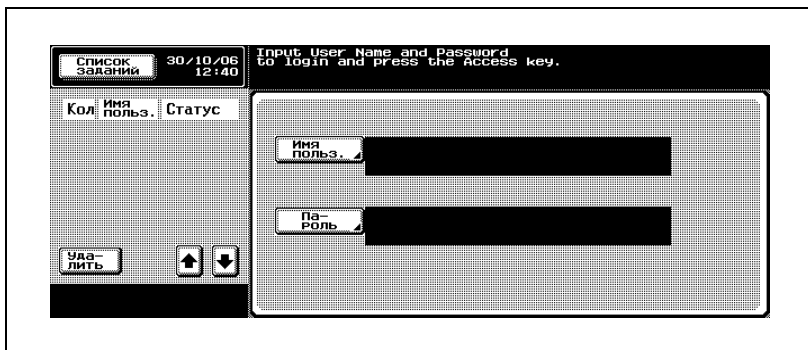 Список
заданий
30/10/06
12:40
Input User Name and Password
to login and press the Access key.
Кол Имя
польз. Статус
Имя
польз.
Па-
роль
Уда-
лить